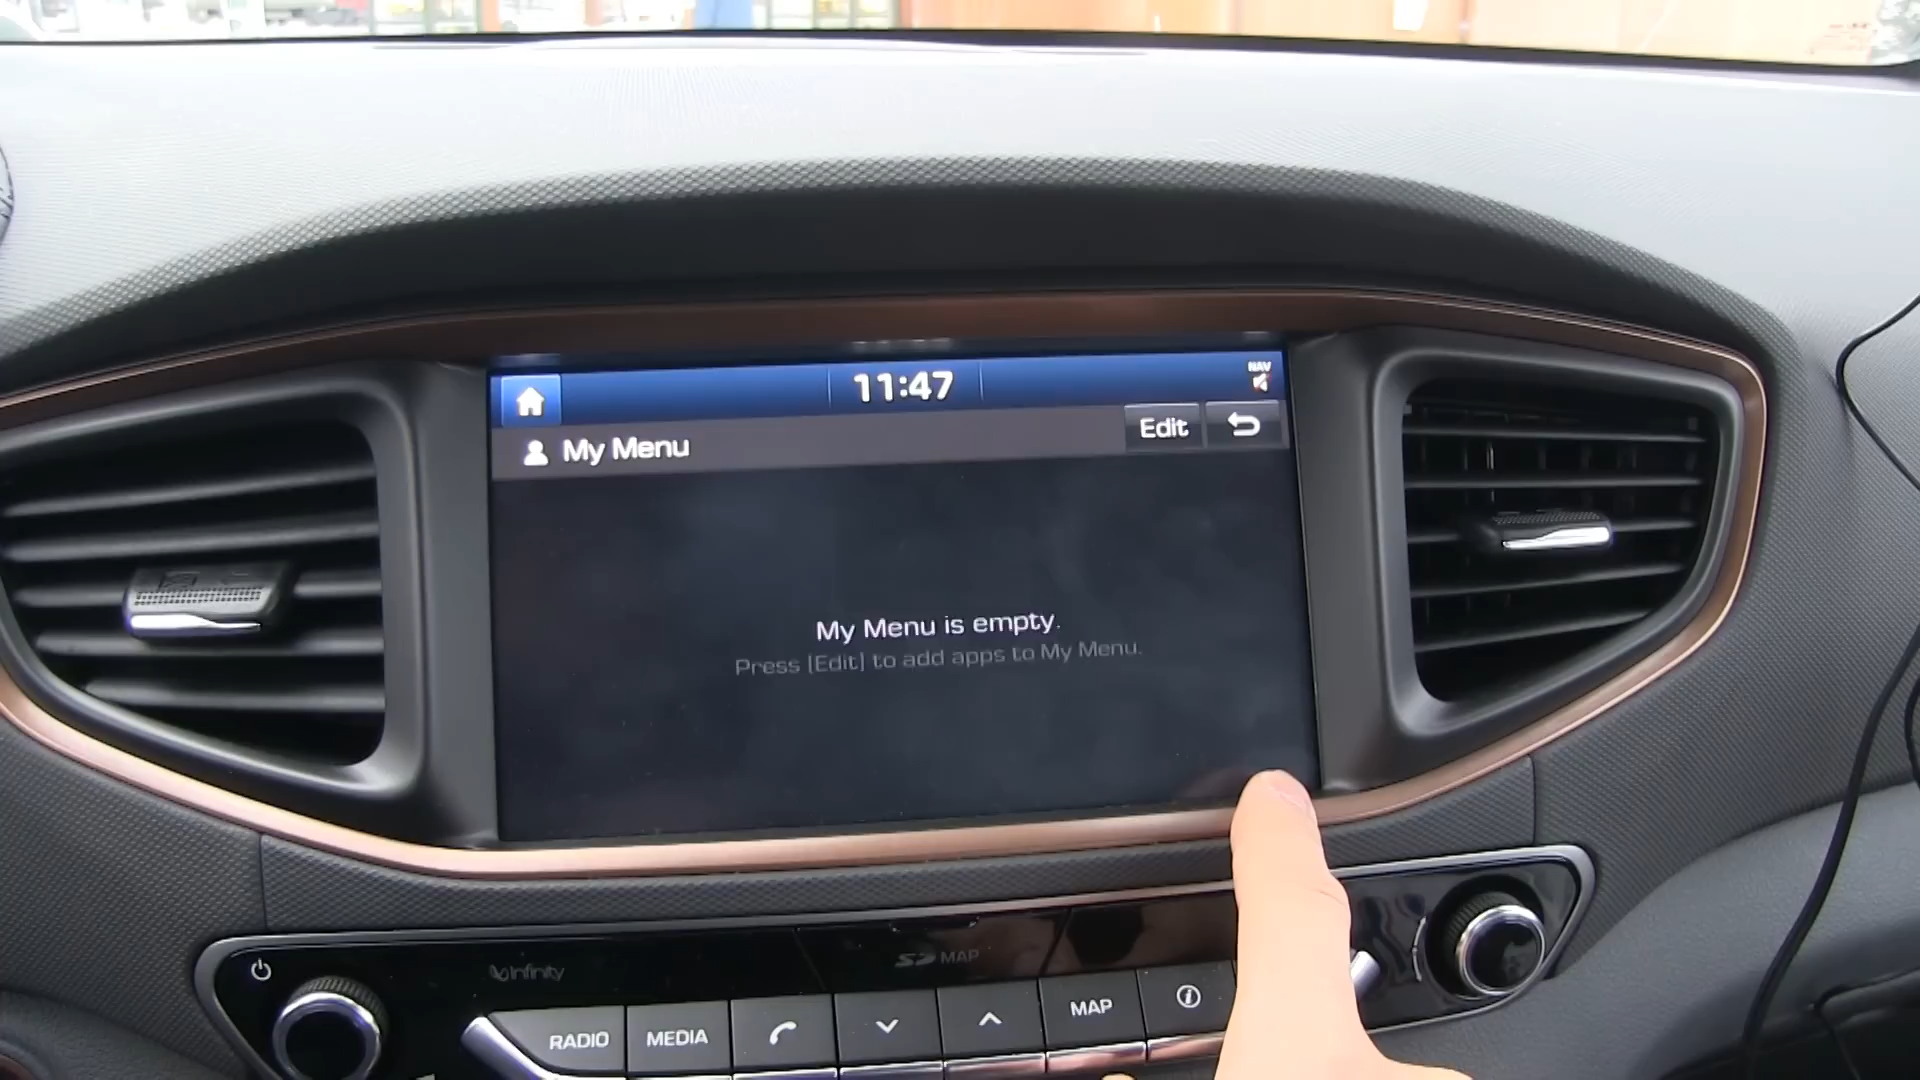 11:47
NAV
My Menu
Edit
My Menu is empty.
Press [Edit] to add apps to My Menu.
Infinity
SD MAP
RADIO
MEDIA
MAP